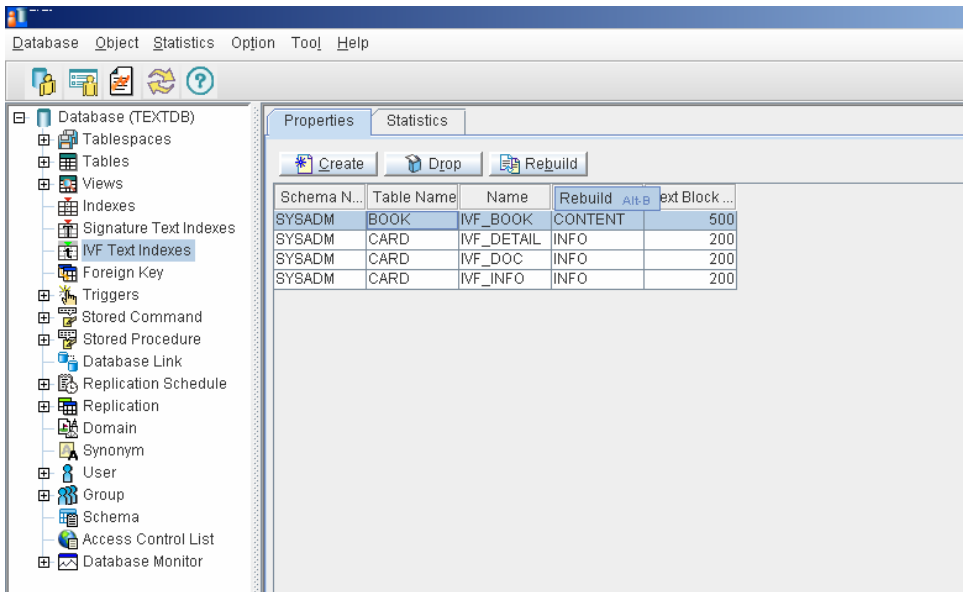 Database Object Statistics Option Tool Help
Database (TEXTDB)
Tablespaces
Tables
Views
Indexes
Signature Text Indexes
IVF Text Indexes
Foreign Key
Triggers
Stored Command
Stored Procedure
Database Link
Replication Schedule
Replication
Domain
Synonym
User
Group
Schema
Access Control List
Database Monitor
Properties Statistics
Create Drop Rebuild
Schema N... Table Name Name Rebuild Alt-B ext Block ...
SYSADM BOOK IVF_BOOK CONTENT 500
SYSADM CARD IVF_DETAIL INFO 200
SYSADM CARD IVF_DOC INFO 200
SYSADM CARD IVF_INFO INFO 200